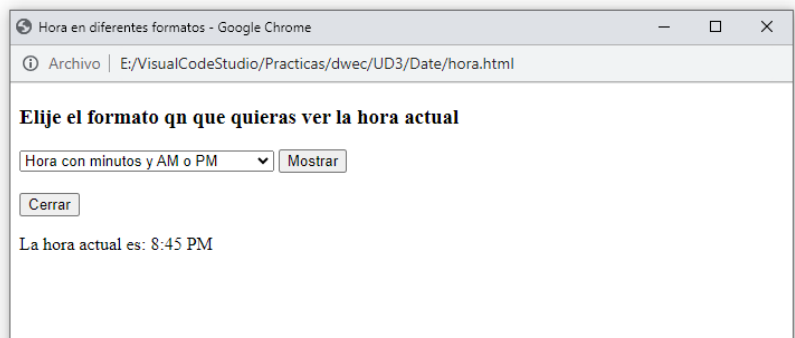 Hora en diferentes formatos - Google Chrome
Archivo | E:/VisualCodeStudio/Practicas/dwec/UD3/Date/hora.html
Elije el formato qn que quieras ver la hora actual
Hora con minutos y AM o PM Mostrar
Cerrar
La hora actual es: 8:45 PM